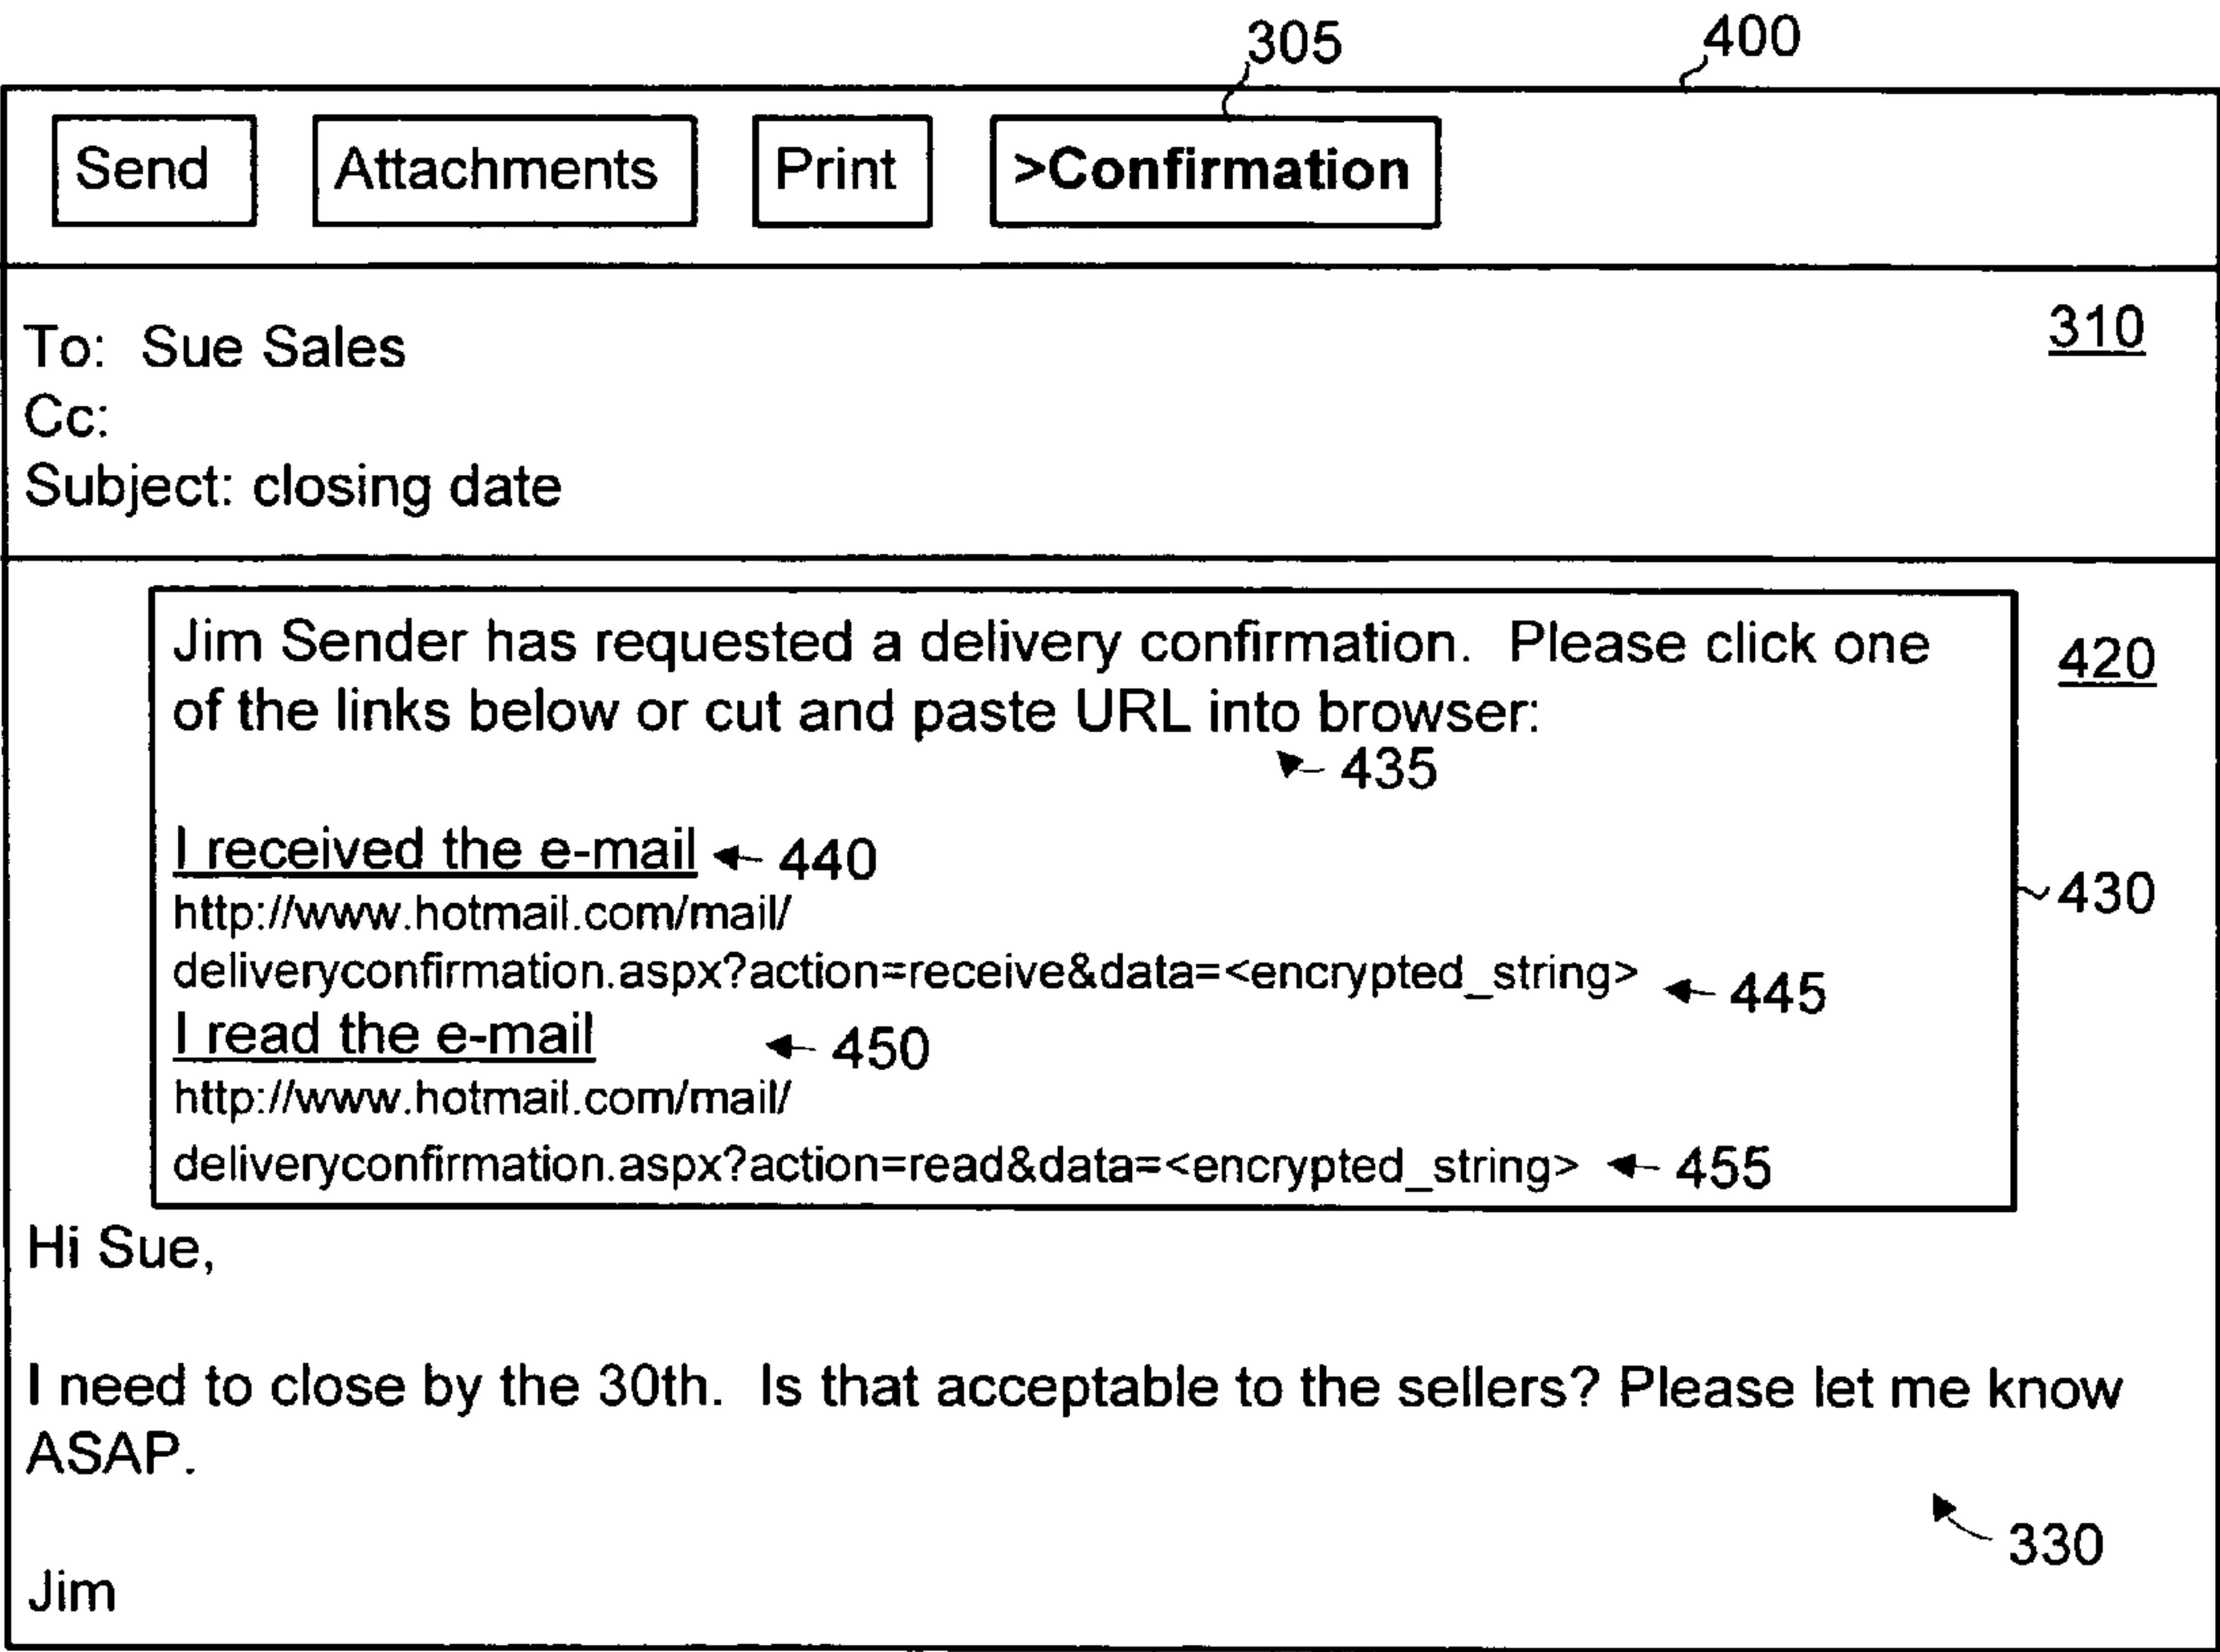 305 400
Send Attachments Print >Confirmation
To: Sue Sales 310
Cc:
Subject: closing date
Jim Sender has requested a delivery confirmation. Please click one
420
of the links below or cut and paste URL into browser:
435
I received the e-mail 440
http://www.hotmail.com/mail/
430
deliveryconfirmation.aspx?action=receive&data=<encrypted_string> 445
I read the e-mail 450
http://www.hotmail.com/mail/
deliveryconfirmation.aspx?action=read&data=<encrypted_string> 455
Hi Sue,
I need to close by the 30th. Is that acceptable to the sellers? Please let me know
ASAP.
330
Jim